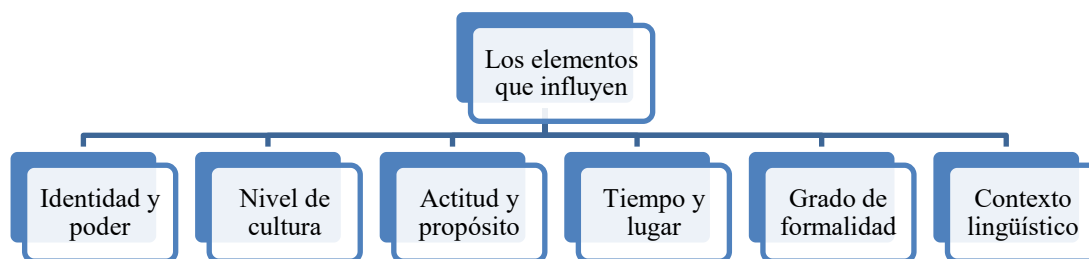 Los elementos
que influyen
Identidad y
poder
Nivel de
cultura
Actitud y
propósito
Tiempo y
lugar
Grado de
formalidad
Contexto
lingüístico